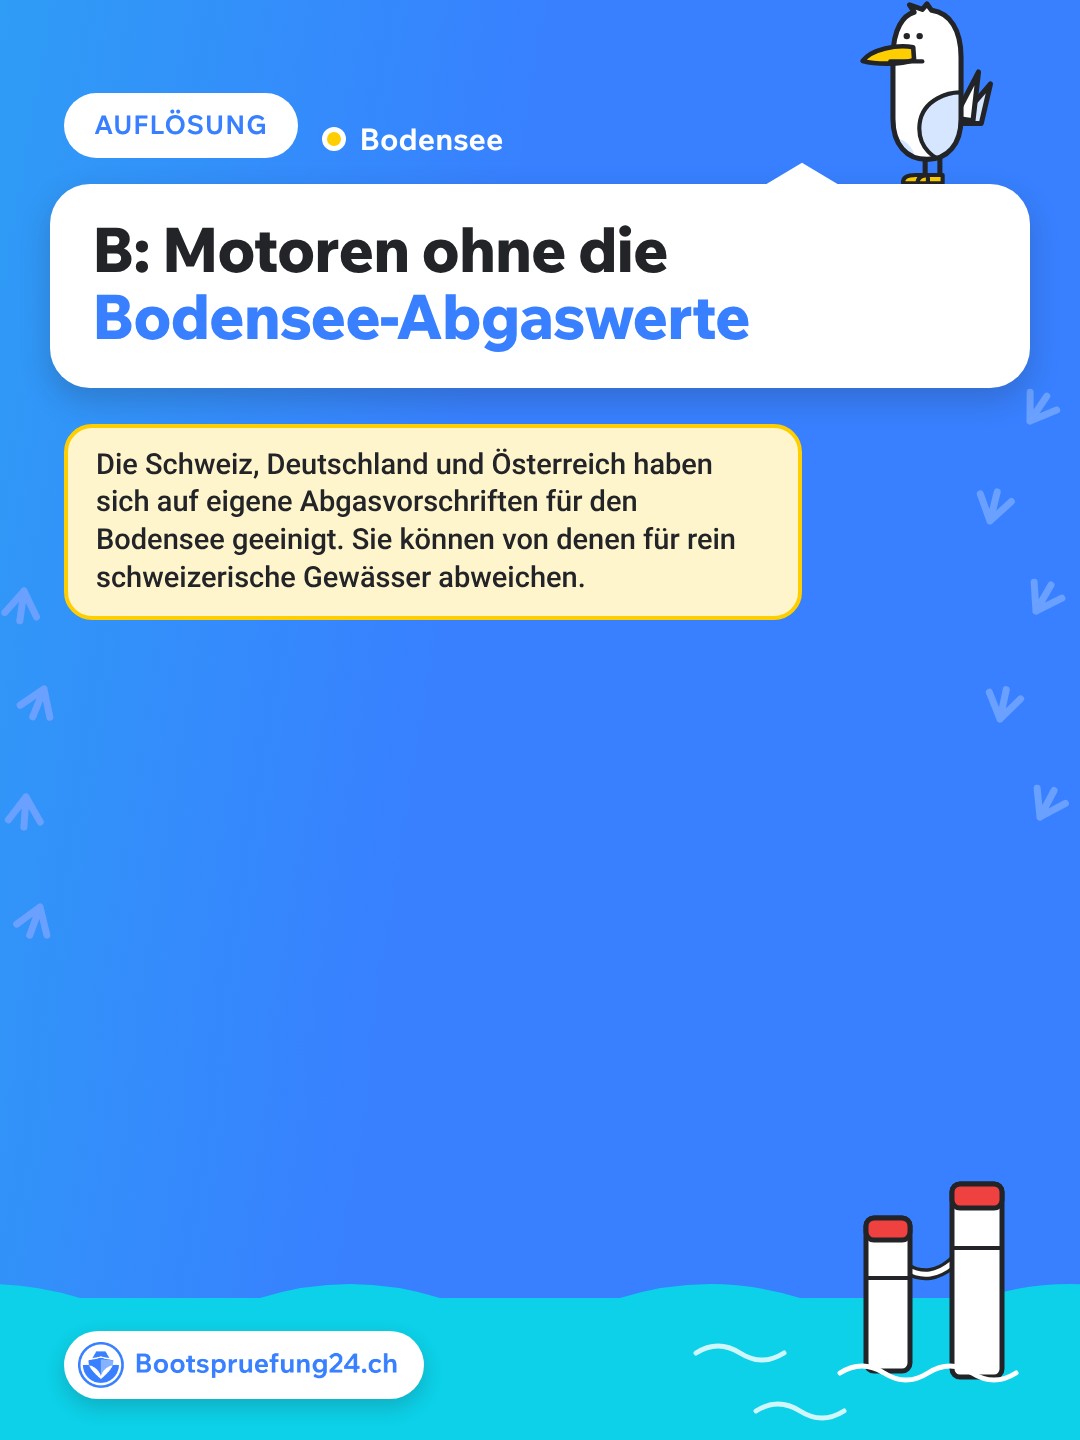 AUFLÖSUNG
Bodensee
B: Motoren ohne die
Bodensee-Abgaswerte
Die Schweiz, Deutschland und Österreich haben
sich auf eigene Abgasvorschriften für den
Bodensee geeinigt. Sie können von denen für rein
schweizerische Gewässer abweichen.
Bootspruefung24.ch